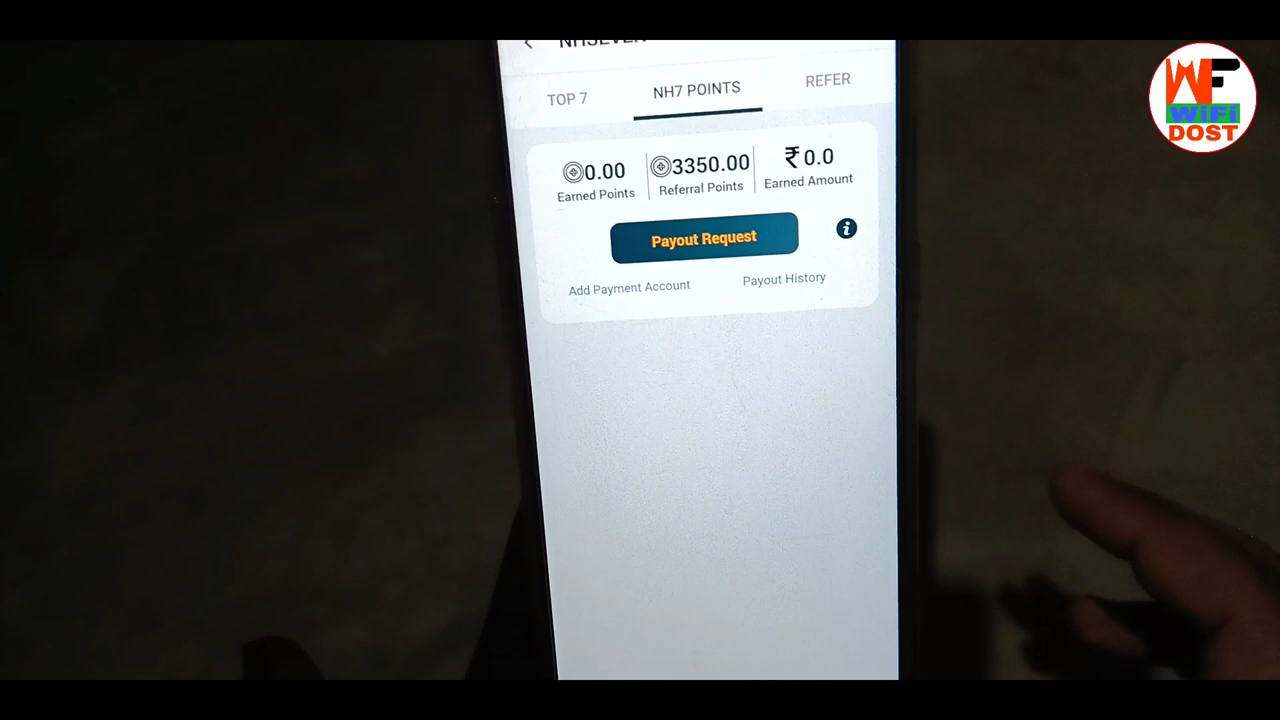 NH7 POINTS
TOP 7
REFER
0.00
3350.00
₹0.0
Earned Points
Referral Points
Earned Amount
Payout Request
Add Payment Account
Payout History
WF
WiFi
DOST